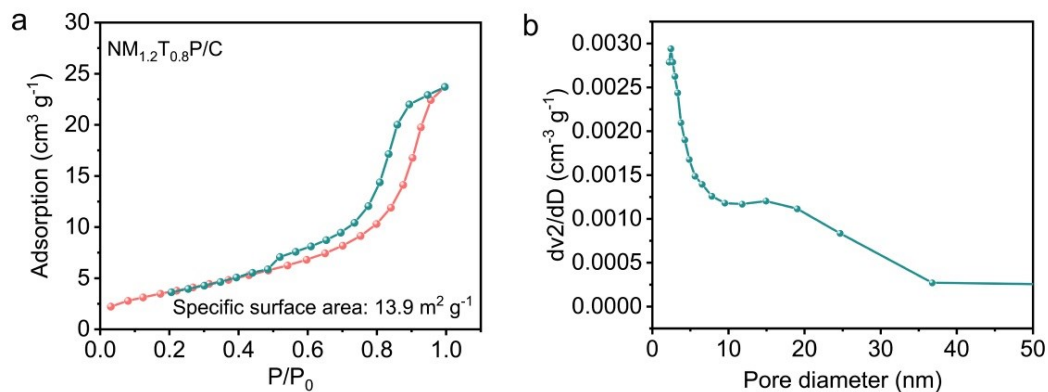 a
NM₁.₂T₀.₈P/C
Adsorption (cm³ g⁻¹)
30
25
20
15
10
5
0
Specific surface area: 13.9 m² g⁻¹
0.0 0.2 0.4 0.6 0.8 1.0
P/P₀
b
dv2/dD (cm⁻³ g⁻¹)
0.0030
0.0025
0.0020
0.0015
0.0010
0.0005
0.0000
0 10 20 30 40 50
Pore diameter (nm)